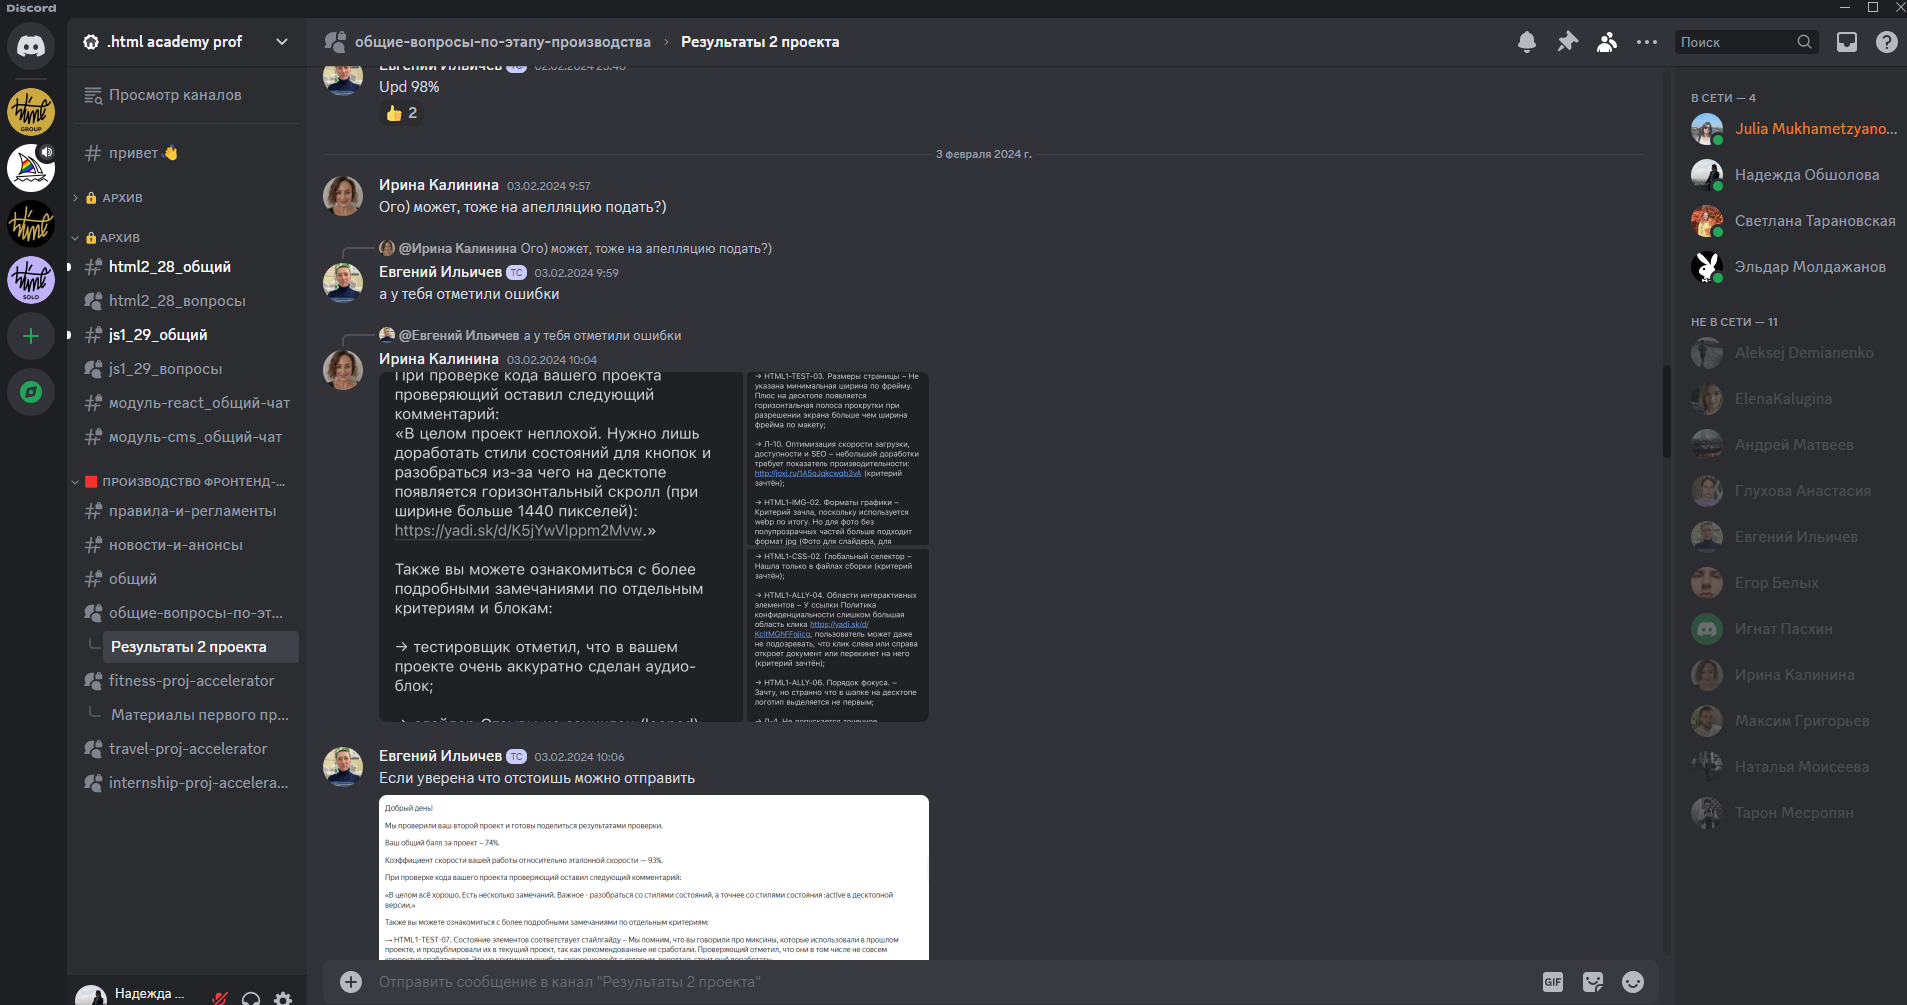 Discord
.html academy prof
Просмотр каналов
привет 👋
АРХИВ
АРХИВ
html2_28_общий
html2_28_вопросы
js1_29_общий
js1_29_вопросы
модуль-react_общий-чат
модуль-cms_общий-чат
ПРОИЗВОДСТВО ФРОНТЕНД-...
правила-и-регламенты
новости-и-анонсы
общий
общие-вопросы-по-эт...
Результаты 2 проекта
fitness-proj-accelerator
Материалы первого пр...
travel-proj-accelerator
internship-proj-accelera...
Надежда ...
html
GROUP
html
html
SOLO
общие-вопросы-по-этапу-производства › Результаты 2 проекта
Поиск
Евгений Ильичев TC 02.02.2024 23:46
Upd 98%
👍 2
3 февраля 2024 г.
Ирина Калинина 03.02.2024 9:57
Ого) может, тоже на апелляцию подать?)
@Ирина Калинина Ого) может, тоже на апелляцию подать?)
Евгений Ильичев TC 03.02.2024 9:59
а у тебя отметили ошибки
@Евгений Ильичев а у тебя отметили ошибки
Ирина Калинина 03.02.2024 10:04
При проверке кода вашего проекта
проверяющий оставил следующий
комментарий:
«В целом проект неплохой. Нужно лишь
доработать стили состояний для кнопок и
разобраться из-за чего на десктопе
появляется горизонтальный скролл (при
ширине больше 1440 пикселей):
https://yadi.sk/d/K5jYwVlppm2Mvw.»
Также вы можете ознакомиться с более
подробными замечаниями по отдельным
критериям и блокам:
→ тестировщик отметил, что в вашем
проекте очень аккуратно сделан аудио-
блок;
→ HTML1-TEST-03. Размеры страницы – Не
указана минимальная ширина по фрейму.
Плюс на десктопе появляется
горизонтальная полоса прокрутки при
разрешении экрана больше чем ширина
фрейма по макету;
→ Л-10. Оптимизация скорости загрузки,
доступности и SEO – небольшой доработки
требует показатель производительности:
(критерий
зачтён);
→ HTML1-IMG-02. Форматы графики –
Критерий зачла, поскольку используется
webp по итогу. Но для фото без
полупрозрачных частей больше подходит
формат jpg (Фото для слайдера, для
→ HTML1-CSS-02. Глобальный селектор –
Нашла только в файлах сборки (критерий
зачтён);
→ HTML1-ALLY-04. Области интерактивных
элементов – У ссылки Политика
конфиденциальности слишком большая
область клика https://yadi.sk/d/
пользователь может даже
не подозревать, что клик слева или справа
откроет документ или перекинет на него
(критерий зачтён);
→ HTML1-ALLY-06. Порядок фокуса. –
Зачту, но странно что в шапке на десктопе
логотип выделяется не первым;
Евгений Ильичев TC 03.02.2024 10:06
Если уверена что отстоишь можно отправить
Добрый день!
Мы проверили ваш второй проект и готовы поделиться результатами проверки.
Ваш общий балл за проект – 74%.
Коэффициент скорости вашей работы относительно эталонной скорости — 93%.
При проверке кода вашего проекта проверяющий оставил следующий комментарий:
«В целом всё хорошо. Есть несколько замечаний. Важное - разобраться со стилями состояний, а точнее со стилями состояния :active в десктопной
версии.»
Также вы можете ознакомиться с более подробными замечаниями по отдельным критериям:
→ HTML1-TEST-07. Состояние элементов соответствует стайлгайду – Мы помним, что вы говорили про миксины, которые использовали в прошлом
проекте, и продублировали их в текущий проект, так как рекомендованные не сработали. Проверяющий отметил, что они в том числе не совсем
Отправить сообщение в канал "Результаты 2 проекта"
GIF
В СЕТИ — 4
Julia Mukhametzyano...
Надежда Обшолова
Светлана Тарановская
Эльдар Молдажанов
НЕ В СЕТИ — 11
Aleksej Demianenko
ElenaKalugina
Андрей Матвеев
Глухова Анастасия
Евгений Ильичев
Егор Белых
Игнат Пасхин
Ирина Калинина
Максим Григорьев
Наталья Моисеева
Тарон Месропян